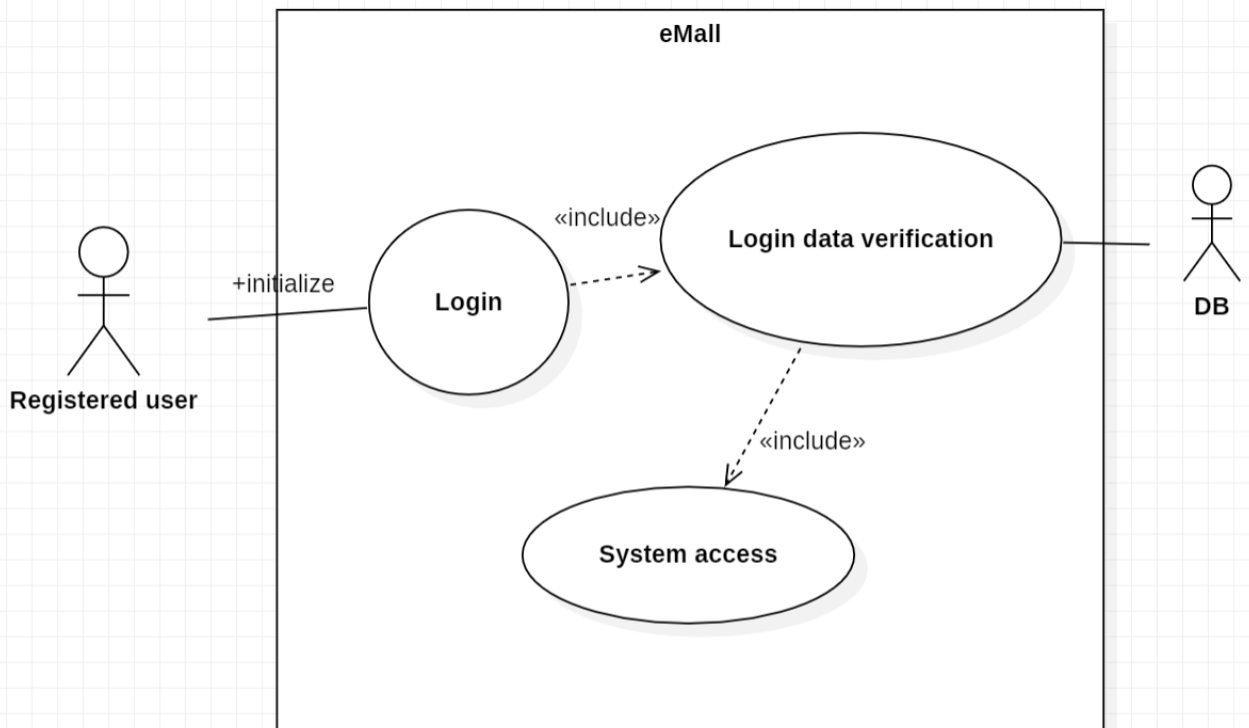 eMall
«include»
Login data verification
+initialize
Login
DB
Registered user
«include»
System access